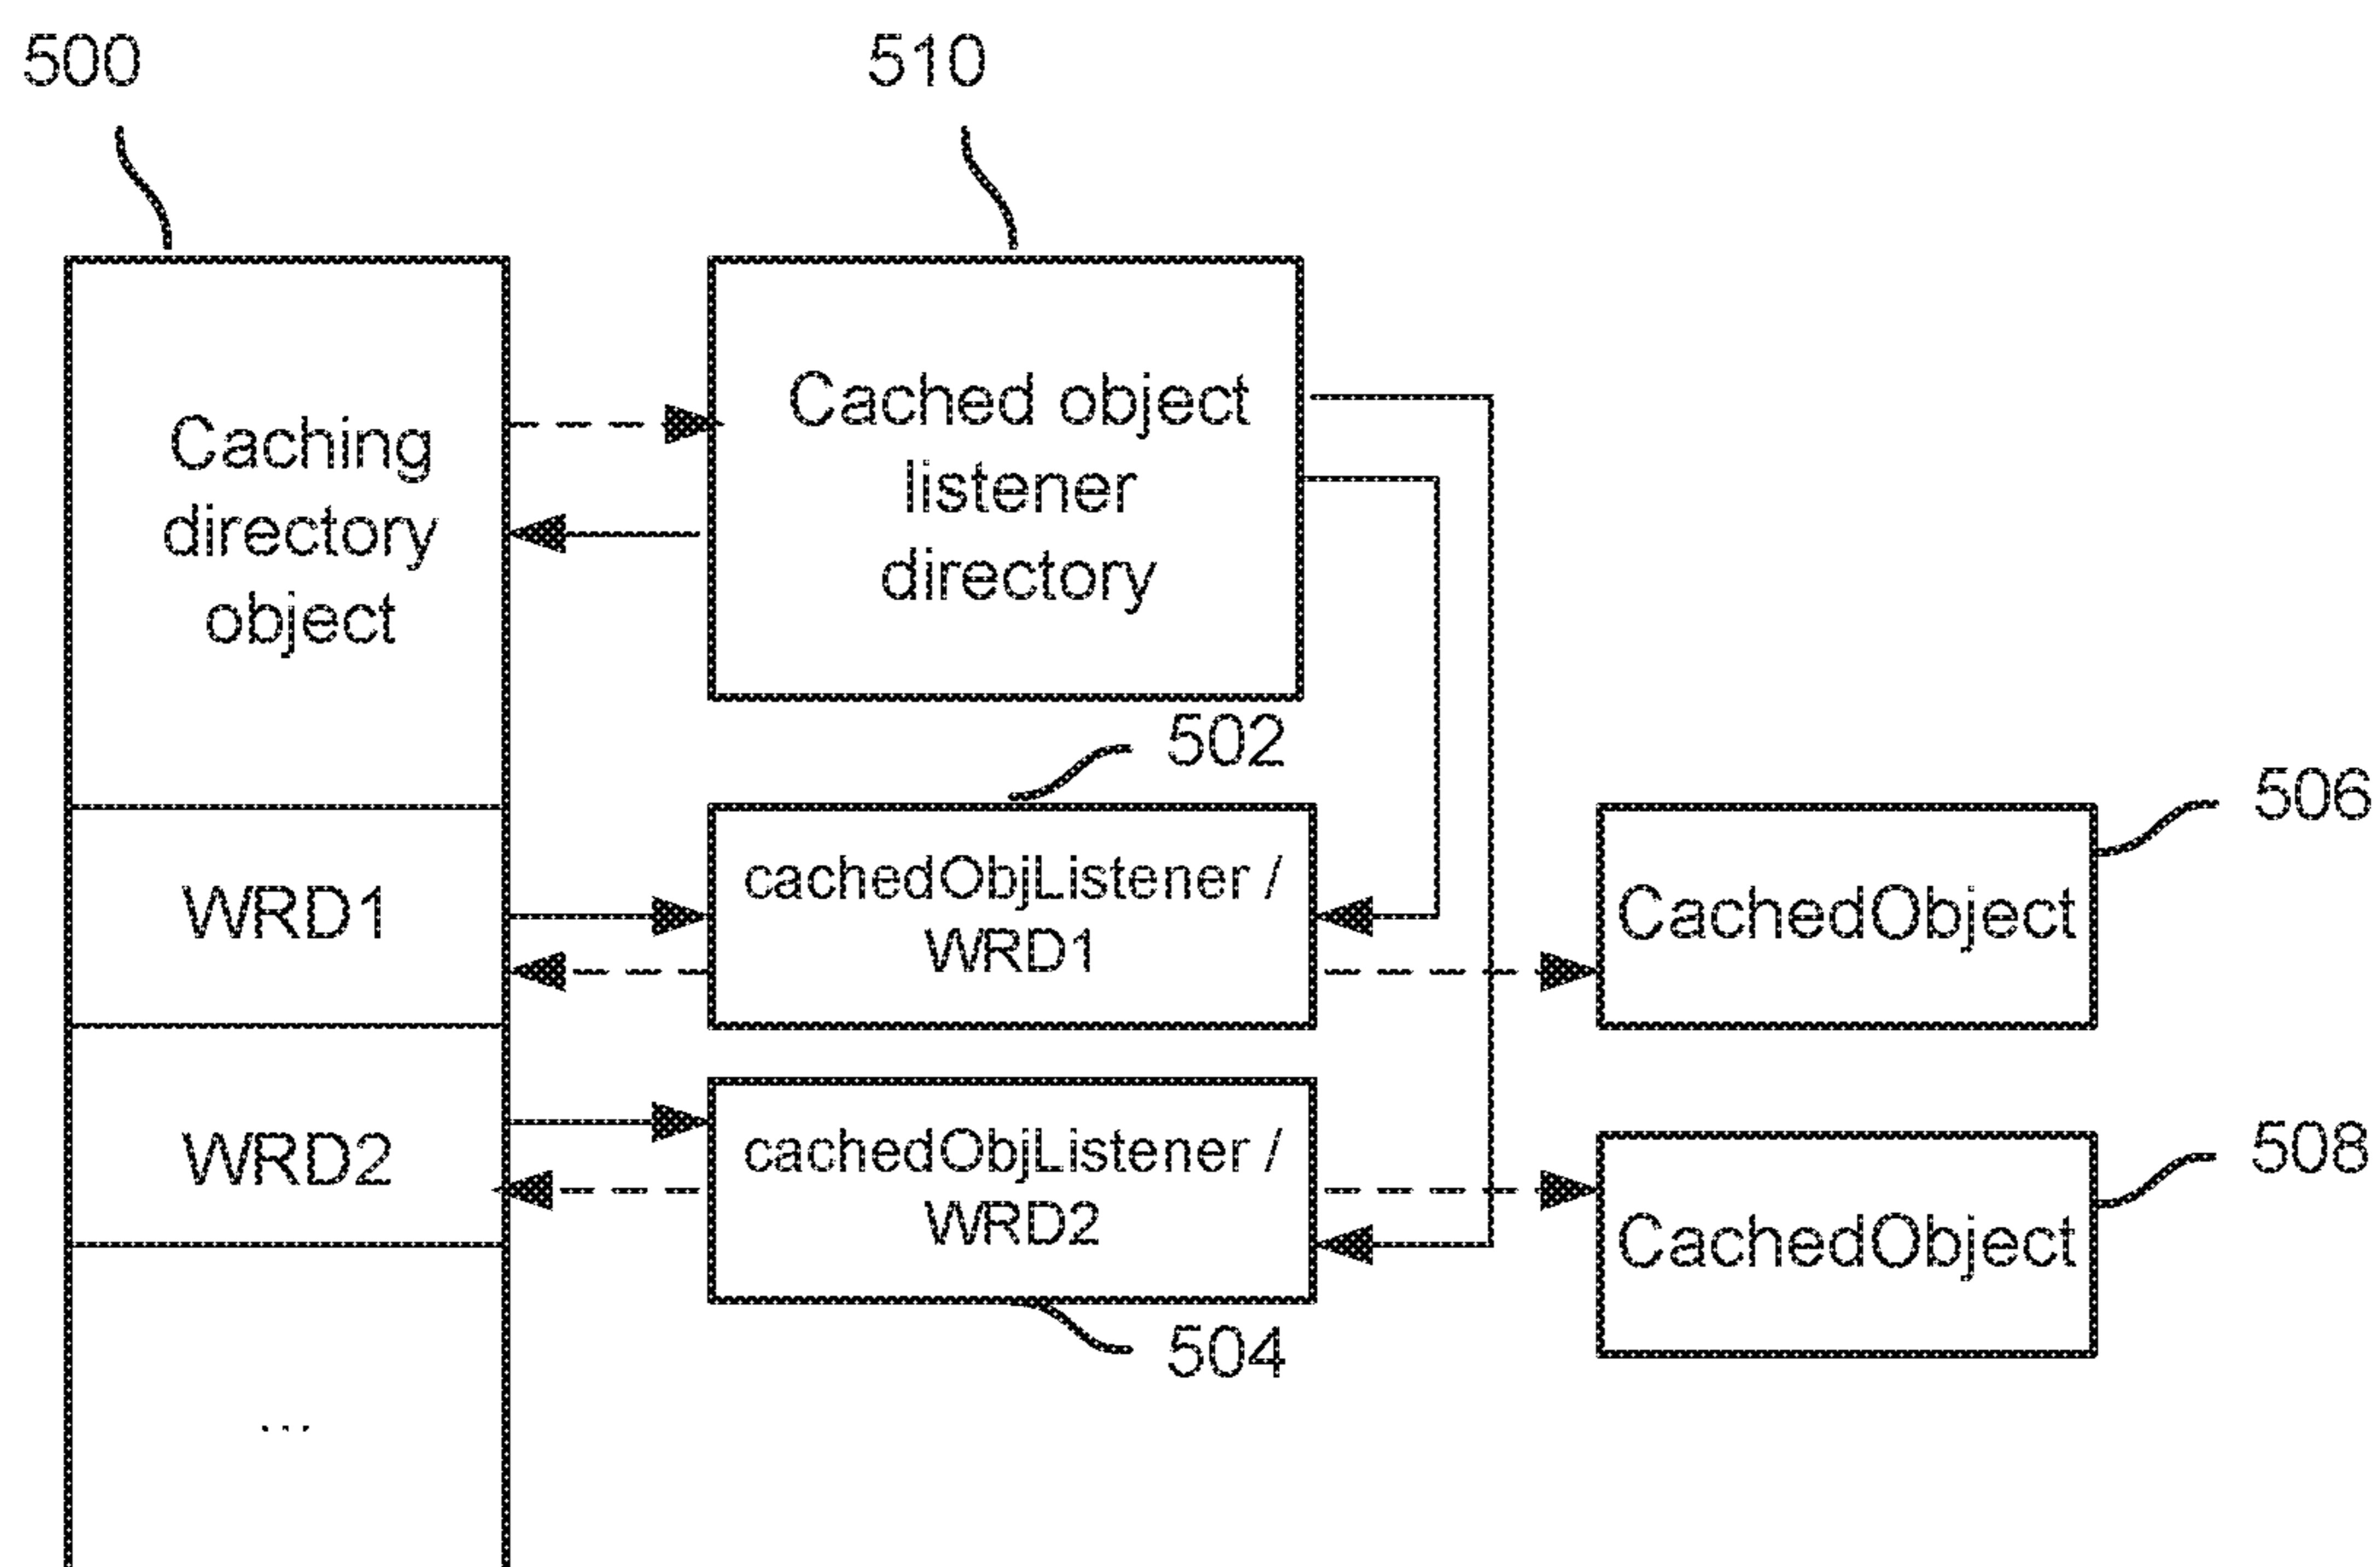 500
510
Caching
directory
object
Cached object
listener
directory
502
506
WRD1
cachedObjListener /
WRD1
CachedObject
WRD2
cachedObjListener /
WRD2
508
CachedObject
504
...